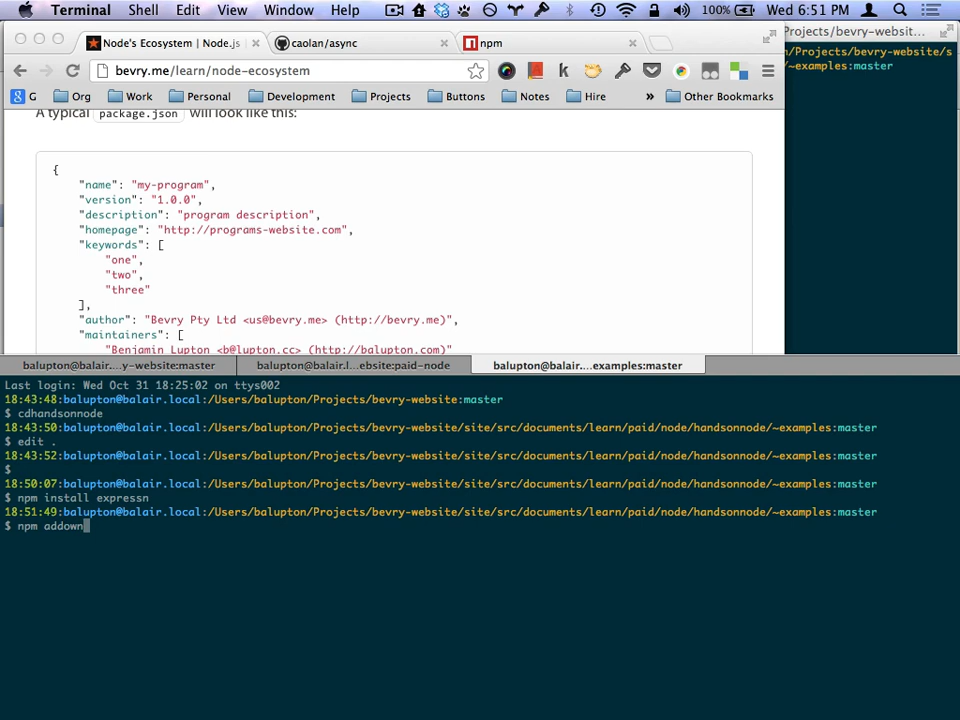 Terminal Shell Edit View Window Help 100% Wed 6:51 PM
Node's Ecosystem | Node.js caolan/async npm
Projects/bevry-websit...
bevry.me/learn/node-ecosystem
/Projects/bevry-website/s
/~examples:master
G Org Work Personal Development Projects Buttons Notes Hire » Other Bookmarks
A typical package.json will look like this:
{
"name": "my-program",
"version": "1.0.0",
"description": "program description",
"homepage": "http://programs-website.com",
"keywords": [
"one",
"two",
"three"
],
"author": "Bevry Pty Ltd <us@bevry.me> (http://bevry.me)",
"maintainers": [
"Benjamin Lupton <b@lupton.cc> (http://balupton.com)"
balupton@balair....y-website:master balupton@balair.l...ebsite:paid-node balupton@balair....examples:master
Last login: Wed Oct 31 18:25:02 on ttys002
18:43:48:balupton@balair.local:/Users/balupton/Projects/bevry-website:master
$ cdhandsonnode
18:43:50:balupton@balair.local:/Users/balupton/Projects/bevry-website/site/src/documents/learn/paid/node/handsonnode/~examples:master
$ edit .
18:43:52:balupton@balair.local:/Users/balupton/Projects/bevry-website/site/src/documents/learn/paid/node/handsonnode/~examples:master
$
18:50:07:balupton@balair.local:/Users/balupton/Projects/bevry-website/site/src/documents/learn/paid/node/handsonnode/~examples:master
$ npm install expressn
18:51:49:balupton@balair.local:/Users/balupton/Projects/bevry-website/site/src/documents/learn/paid/node/handsonnode/~examples:master
$ npm addown